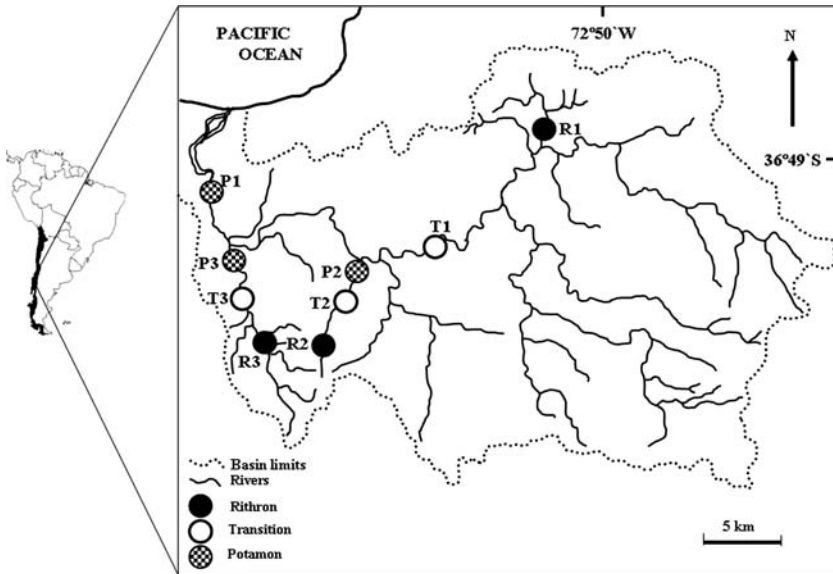 PACIFIC
OCEAN
72º50`W
N
R1
36º49`S
P1
T1
P3
P2
T3
T2
R3
R2
Basin limits
Rivers
Rithron
Transition
Potamon
5 km